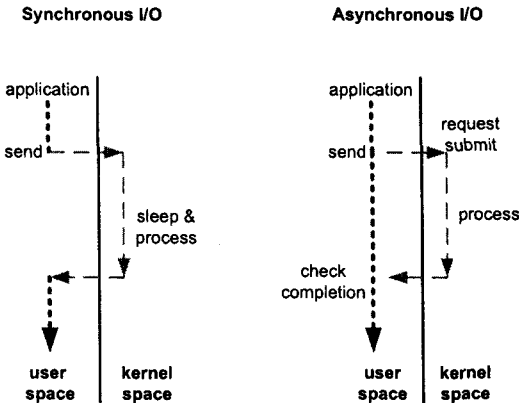 Synchronous I/O
application
send
sleep &
process
user
space
kernel
space
Asynchronous I/O
application
send
request
submit
process
check
completion
user
space
kernel
space